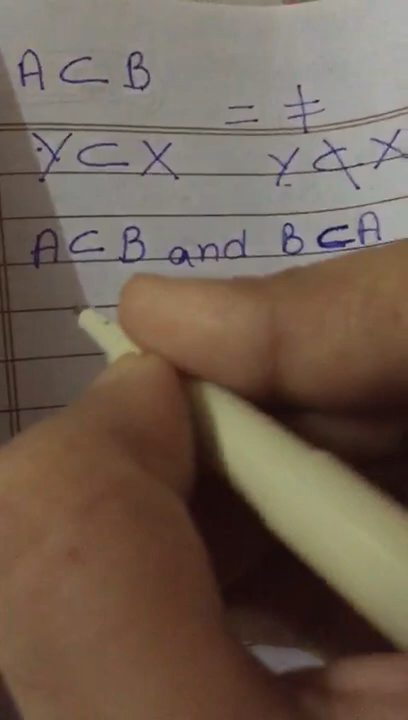 A ⊂ B
= ≠
Y ⊂ X Y ⊄ X
A ⊂ B and B ⊂ A